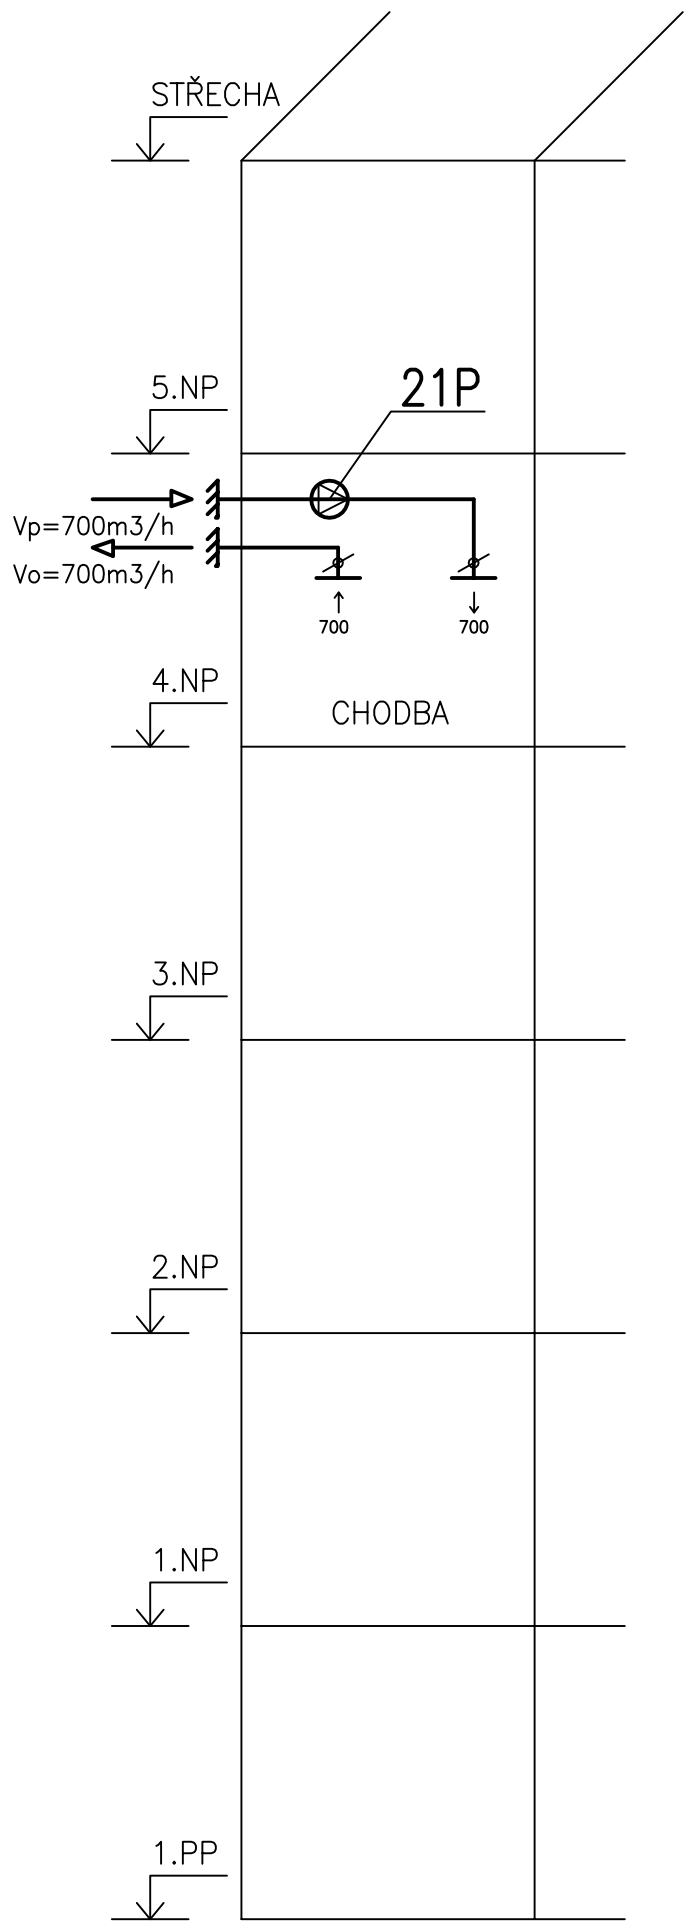 STŘECHA
5.NP
21P
Vp=700m3/h
Vo=700m3/h
700
700
4.NP
CHODBA
3.NP
2.NP
1.NP
1.PP